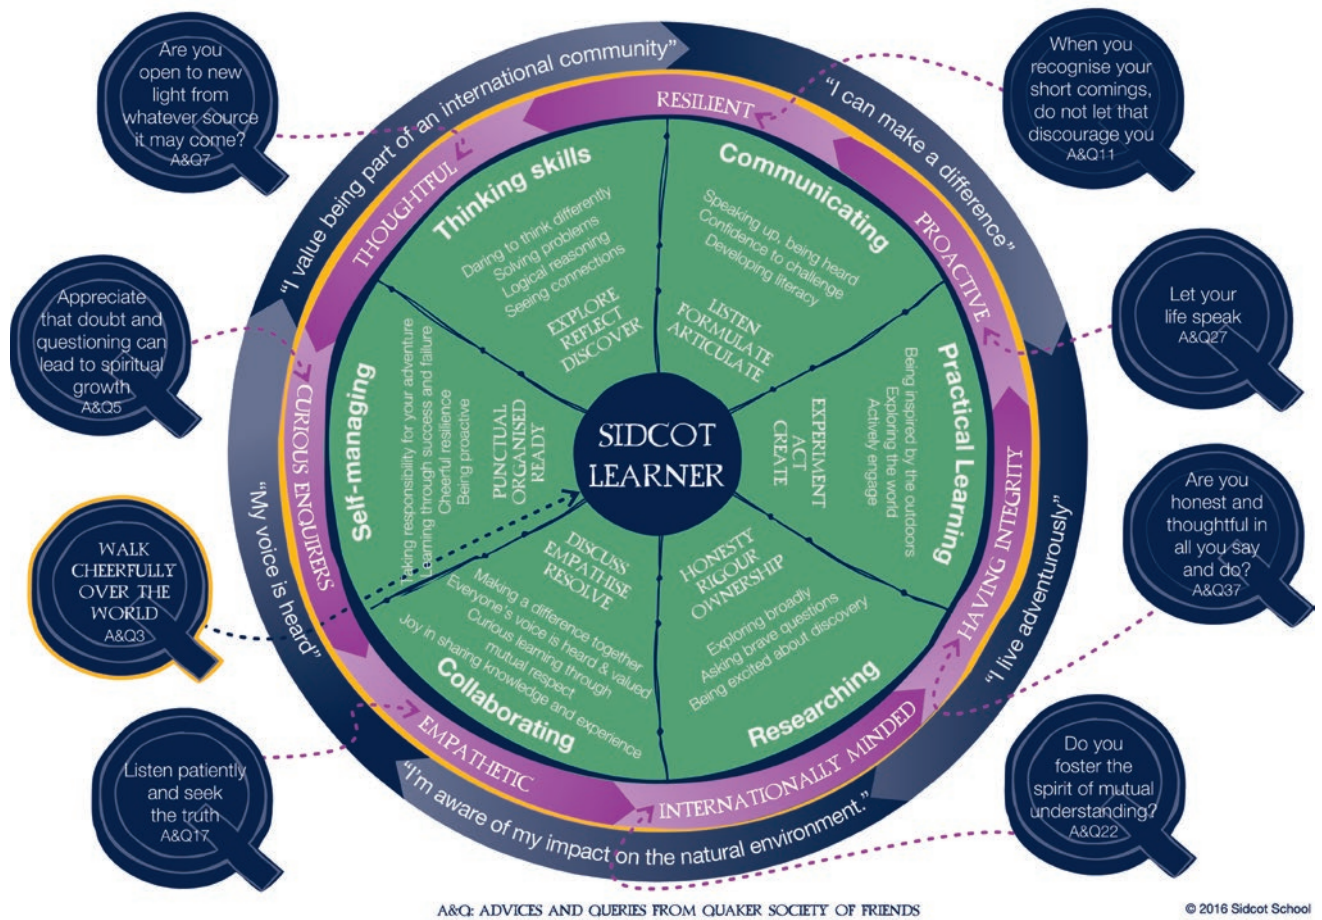 Are you
open to new
light from
whatever source
it may come?
A&Q7
When you
recognise your
short comings,
do not let that
discourage you
A&Q11
Appreciate
that doubt and
questioning can
lead to spiritual
growth
A&Q5
Let your
life speak
A&Q27
WALK
CHEERFULLY
OVER THE
WORLD
A&Q3
Are you
honest and
thoughtful in
all you say
and do?
A&Q37
Listen patiently
and seek
the truth
A&Q17
Do you
foster the
spirit of mutual
understanding?
A&Q22
"I value being part of an international community"
"I can make a difference"
"I live adventurously"
"I'm aware of my impact on the natural environment."
"My voice is heard"
RESILIENT
PROACTIVE
HAVING INTEGRITY
INTERNATIONALLY MINDED
EMPATHETIC
CURIOUS ENQUIRERS
THOUGHTFUL
Thinking skills
Daring to think differently
Solving problems
Logical reasoning
Seeing connections
EXPLORE
REFLECT
DISCOVER
Communicating
Speaking up, being heard
Confidence to challenge
Developing literacy
LISTEN
FORMULATE
ARTICULATE
Practical Learning
Being inspired by the outdoors
Exploring the world
Actively engage
EXPERIMENT
ACT
CREATE
Researching
HONESTY
RIGOUR
OWNERSHIP
Exploring broadly
Asking brave questions
Being excited about discovery
Collaborating
DISCUSS
EMPATHISE
RESOLVE
Making a difference together
Everyone's voice is heard & valued
Curious learning through
mutual respect
Joy in sharing knowledge and experience
Self-managing
Taking responsibility for your adventure
Learning through success and failure
Cheerful resilience
Being proactive
PUNCTUAL
ORGANISED
READY
SIDCOT
LEARNER
A&Q: ADVICES AND QUERIES FROM QUAKER SOCIETY OF FRIENDS
© 2016 Sidcot School